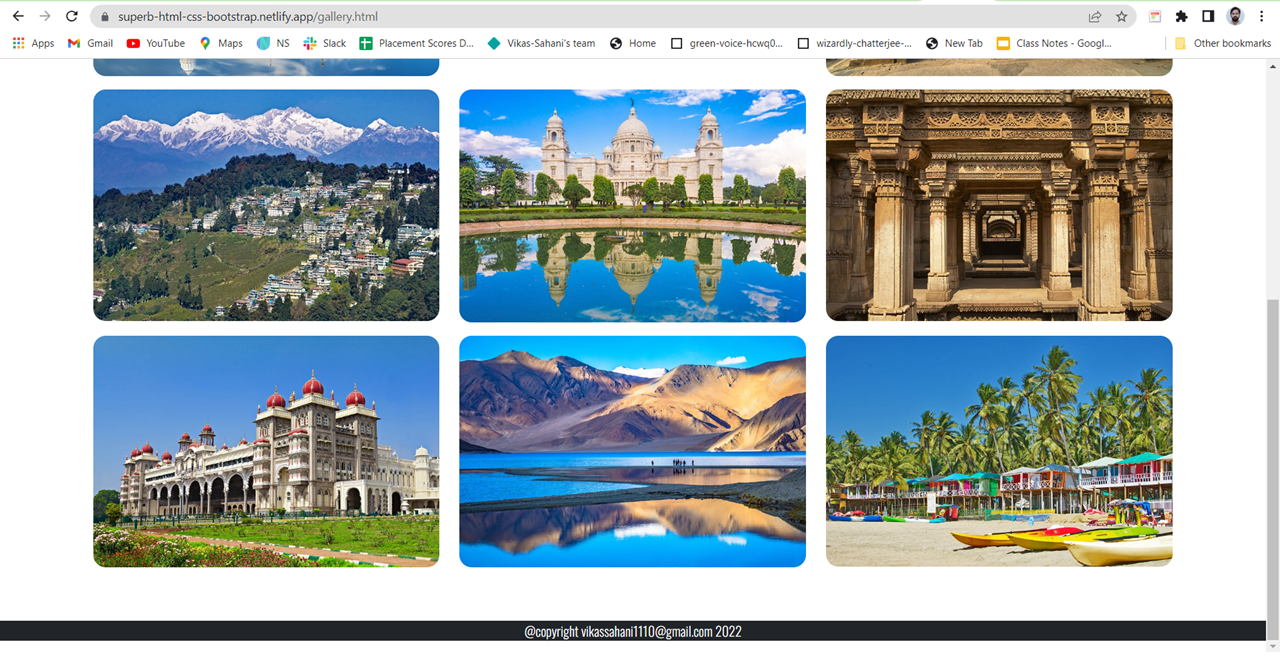 superb-html-css-bootstrap.netlify.app/gallery.html
Apps Gmail YouTube Maps NS Slack Placement Scores D... Vikas-Sahani's team Home green-voice-hcwq0... wizardly-chatterjee-... New Tab Class Notes - Googl... Other bookmarks
@copyright vikassahani1110@gmail.com 2022